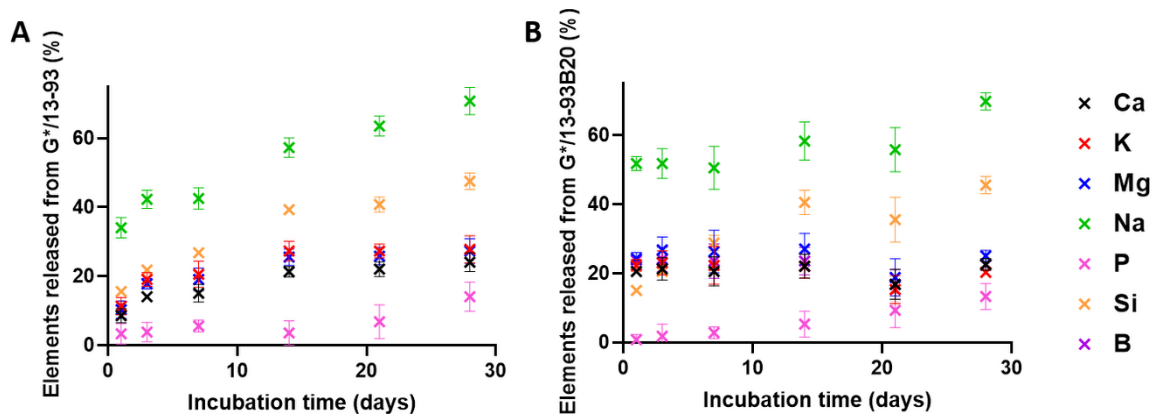 A
Elements released from G*/13-93 (%)
60
40
20
0
0
10
20
30
Incubation time (days)
B
Elements released from G*/13-93B20 (%)
60
40
20
0
0
10
20
30
Incubation time (days)
Ca
K
Mg
Na
P
Si
B